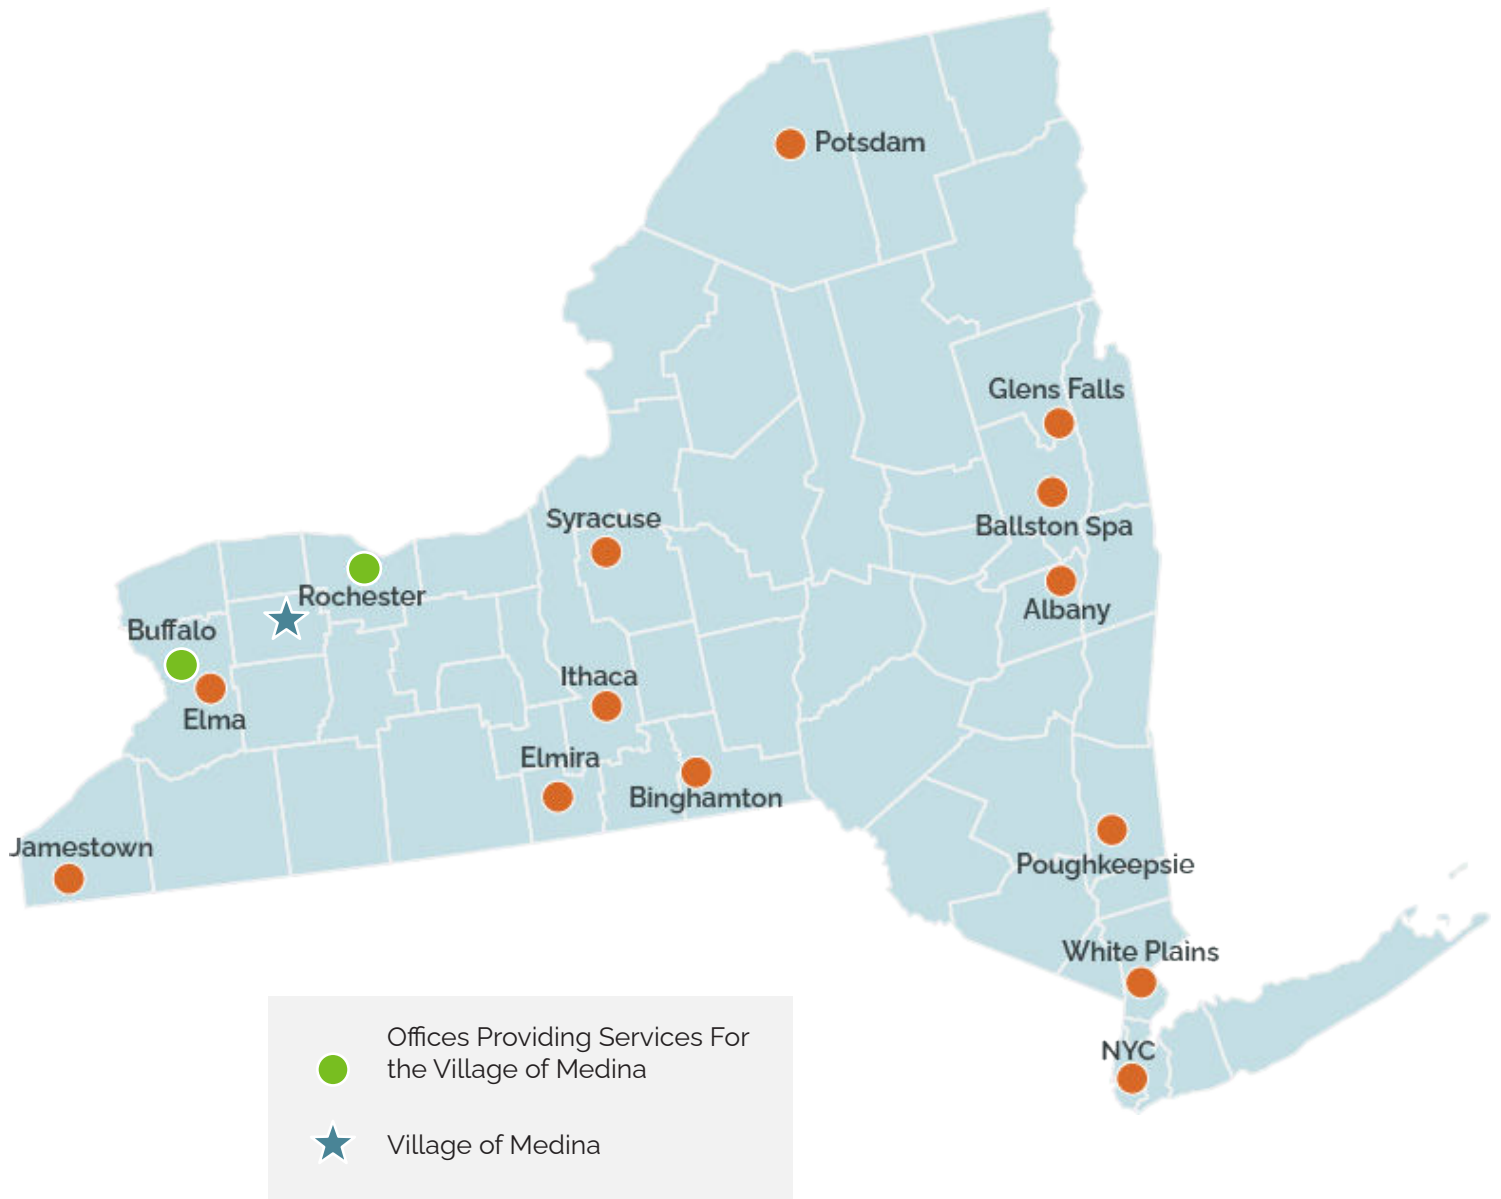 Potsdam
Glens Falls
Syracuse
Ballston Spa
Rochester
Albany
Buffalo
Ithaca
Elma
Elmira
Binghamton
Jamestown
Poughkeepsie
White Plains
NYC
Offices Providing Services For
the Village of Medina
Village of Medina